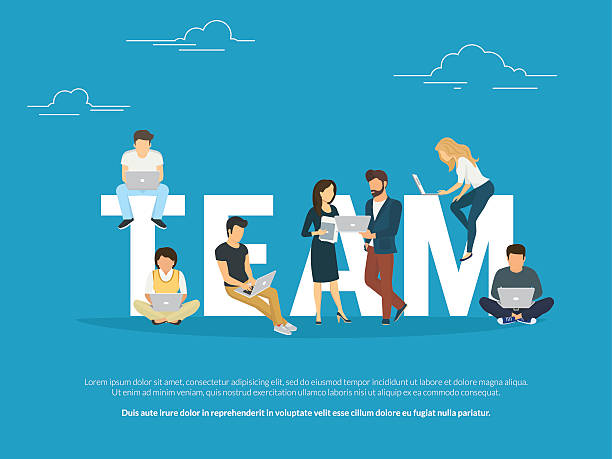 TEAM
Lorem ipsum dolor sit amet, consectetur adipiscing elit, sed do eiusmod tempor incididunt
ut labore et dolore magna aliqua. Ut enim ad minim veniam, quis nostrud exercitation
ullamco laboris nisi ut aliquip ex ea commodo consequat.
Duis aute irure dolor in reprehenderit in voluptate velit esse cillum dolore eu fugiat nulla pariatur.